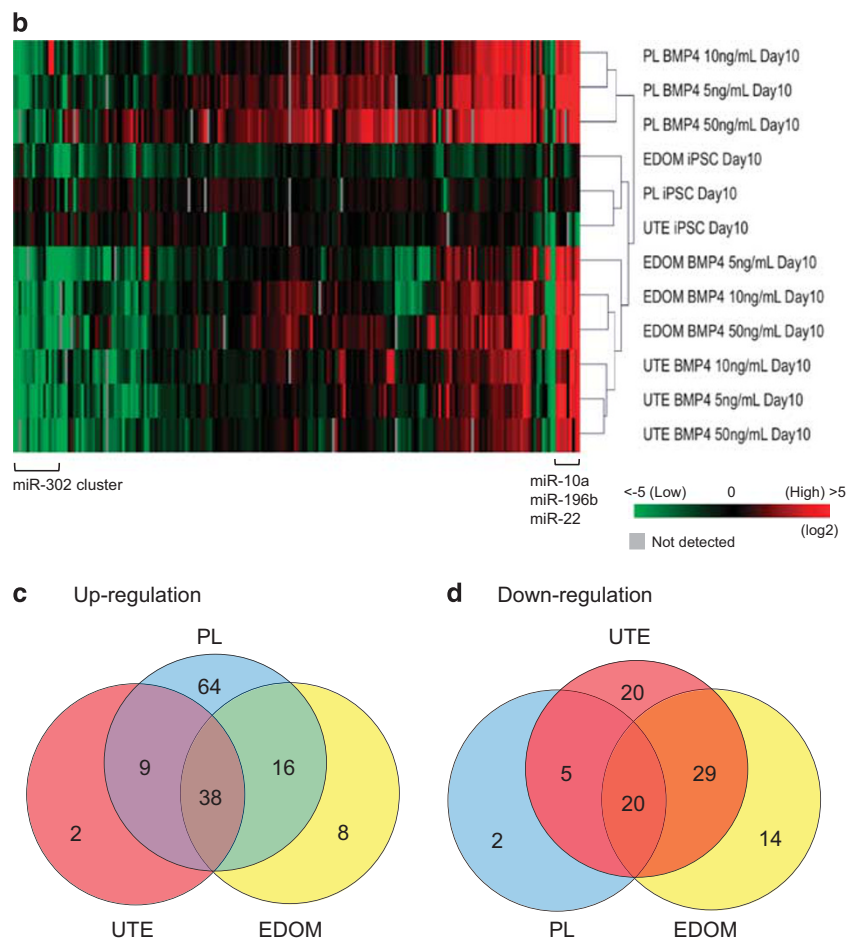 b
PL BMP4 10ng/mL Day10
PL BMP4 5ng/mL Day10
PL BMP4 50ng/mL Day10
EDOM iPSC Day10
PL iPSC Day10
UTE iPSC Day10
EDOM BMP4 5ng/mL Day10
EDOM BMP4 10ng/mL Day10
EDOM BMP4 50ng/mL Day10
UTE BMP4 10ng/mL Day10
UTE BMP4 5ng/mL Day10
UTE BMP4 50ng/mL Day10
miR-302 cluster
miR-10a
miR-196b
miR-22
<-5 (Low) 0 (High) >5
(log2)
Not detected
c Up-regulation
PL
64
9
16
38
2
8
UTE EDOM
d Down-regulation
UTE
20
5
29
20
2
14
PL EDOM